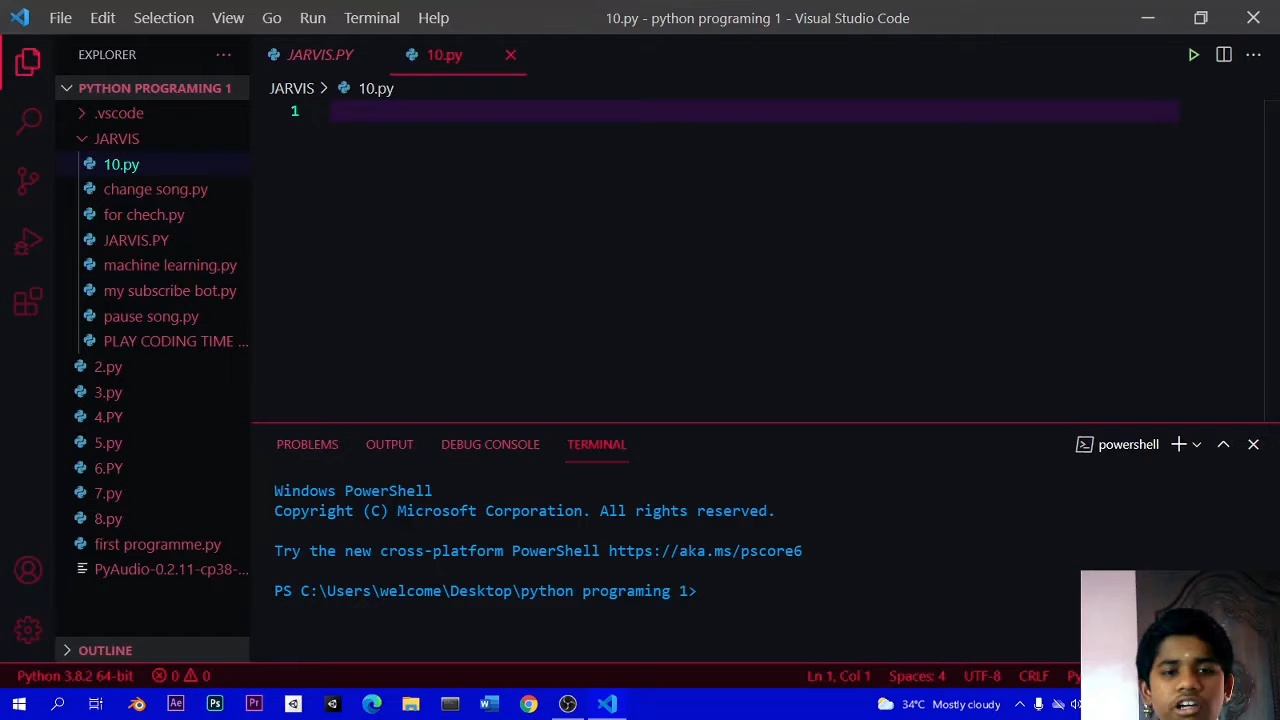 File Edit Selection View Go Run Terminal Help
10.py - python programing 1 - Visual Studio Code
EXPLORER
JARVIS.PY
10.py
PYTHON PROGRAMING 1
JARVIS
10.py
.vscode
1
JARVIS
10.py
change song.py
for chech.py
JARVIS.PY
machine learning.py
my subscribe bot.py
pause song.py
PLAY CODING TIME ...
2.py
3.py
4.PY
5.py
6.PY
7.py
8.py
first programme.py
PyAudio-0.2.11-cp38-...
OUTLINE
PROBLEMS OUTPUT DEBUG CONSOLE TERMINAL
powershell
Windows PowerShell
Copyright (C) Microsoft Corporation. All rights reserved.
Try the new cross-platform PowerShell https://aka.ms/pscore6
PS C:\Users\welcome\Desktop\python programing 1>
Python 3.8.2 64-bit 0 0
Ln 1, Col 1 Spaces: 4 UTF-8 CRLF
Ae Ps Pr
34°C Mostly cloudy